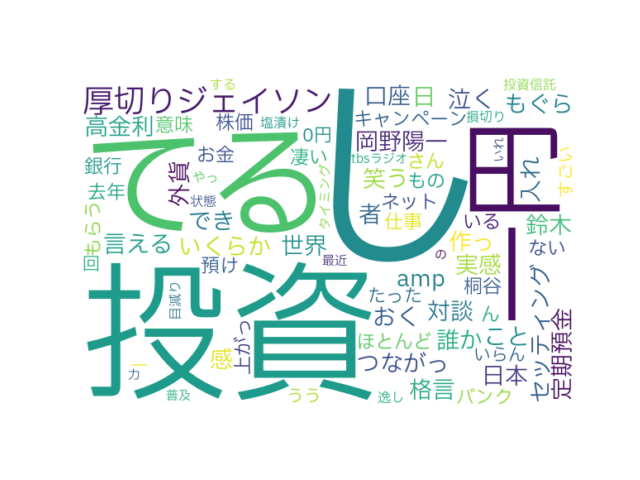 する
投資信託
厚切りジェイソン
口座
日
泣く
もぐら
高金利
意味
株価
塩漬け
キャンペーン
損切り
0円
岡野陽一
銀行
お金
凄い
tbsラジオ
さん
いれ
円
入れ
すごい
てる
し
去年
外貨
やっ
状態
タイミング
笑う
もの
ネット
者
仕事
いる
鈴木
もらう
でき
回
言える
いくらか
世界
作っ
ない
預け
最近
実感
の
桐谷
amp
投資
目減り
上がっ
たった
おく
対談
ん
セッティング
定期預金
ー
感
ほとんど
誰か
こと
つながっ
いらん
日本
一
カ
普及
うう
逸し
格言
バンク